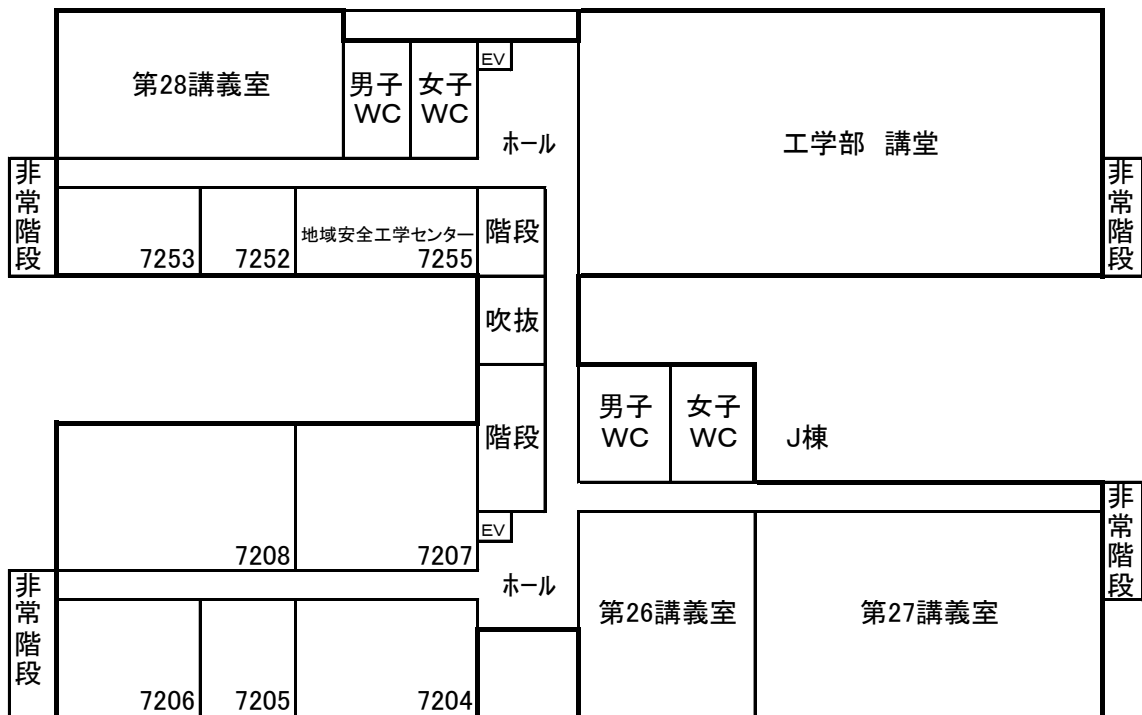 EV
第28講義室
男子
WC
女子
WC
ホール
工学部 講堂
非常階段
非常階段
地域安全工学センター
7253
7252
7255
階段
吹抜
男子
WC
女子
WC
階段
J棟
非常階段
EV
7208
7207
ホール
非常階段
第26講義室
第27講義室
7206
7205
7204